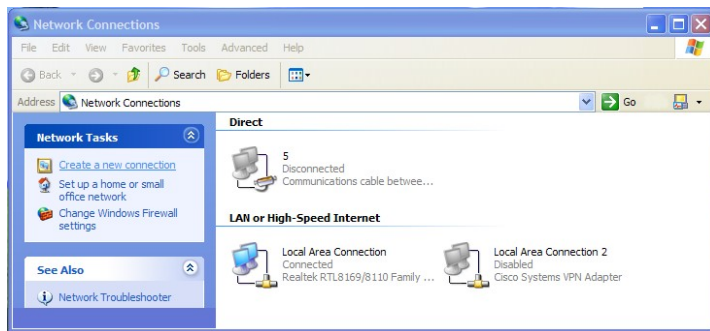 Network Connections
File Edit View Favorites Tools Advanced Help
Back Search Folders
Address Network Connections Go
Network Tasks
Create a new connection
Set up a home or small
office network
Change Windows Firewall
settings
See Also
Network Troubleshooter
Direct
5
Disconnected
Communications cable betwee...
LAN or High-Speed Internet
Local Area Connection
Connected
Realtek RTL8169/8110 Family ...
Local Area Connection 2
Disabled
Cisco Systems VPN Adapter